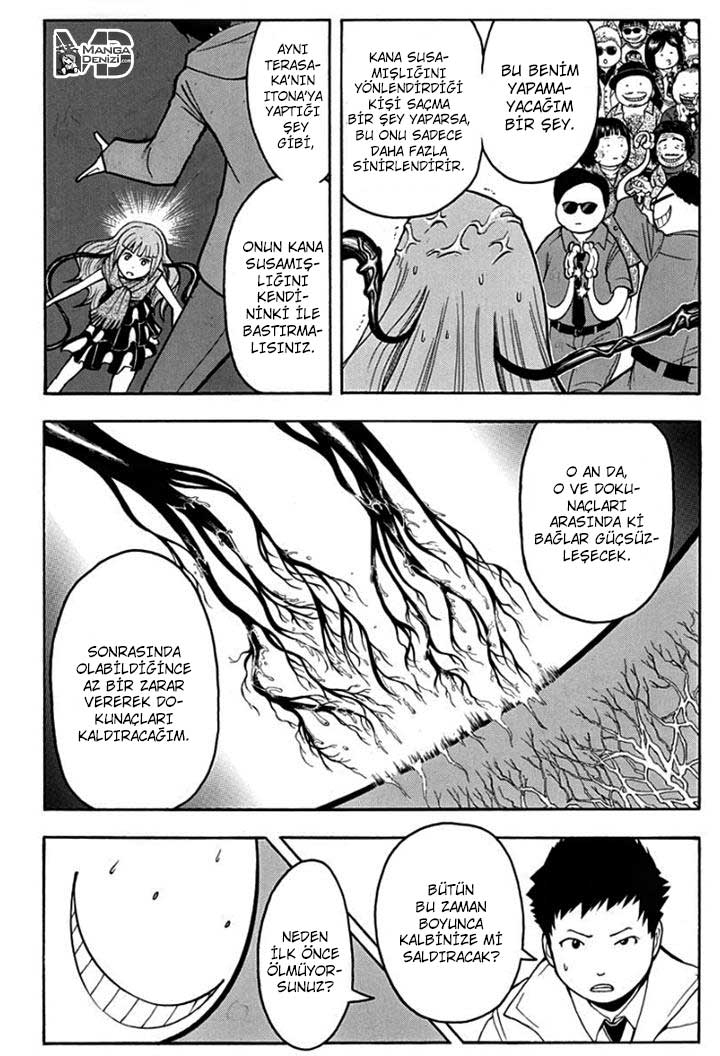 BU BENİM
YAPAMA-
YACAĞIM
BİR ŞEY.
KANA SUSA-
MIŞLIĞINI
YÖNLENDİRDİĞİ
KİŞİ SAÇMA
BİR ŞEY YAPARSA,
BU ONU SADECE
DAHA FAZLA
SİNİRLENDİRİR.
AYNI
TERASA-
KA'NIN
ITONA'YA
YAPTIĞI
ŞEY
GİBİ,
ONUN KANA
SUSAMIŞ-
LIĞINI
KENDİ-
NİNKİ İLE
BASTIRMA-
LISINIZ.
MD
MANGA
DENİZİ.COM
O AN DA,
O VE DOKU-
NAÇLARI
ARASINDA Kİ
BAĞLAR GÜÇSÜZ-
LEŞECEK.
SONRASINDA
OLABİLDİĞİNCE
AZ BİR ZARAR
VEREREK DO-
KUNAÇLARI
KALDIRACAĞIM.
BÜTÜN
BU ZAMAN
BOYUNCA
KALBİNİZE Mİ
SALDIRACAK?
NEDEN
İLK ÖNCE
ÖLMÜYOR-
SUNUZ?